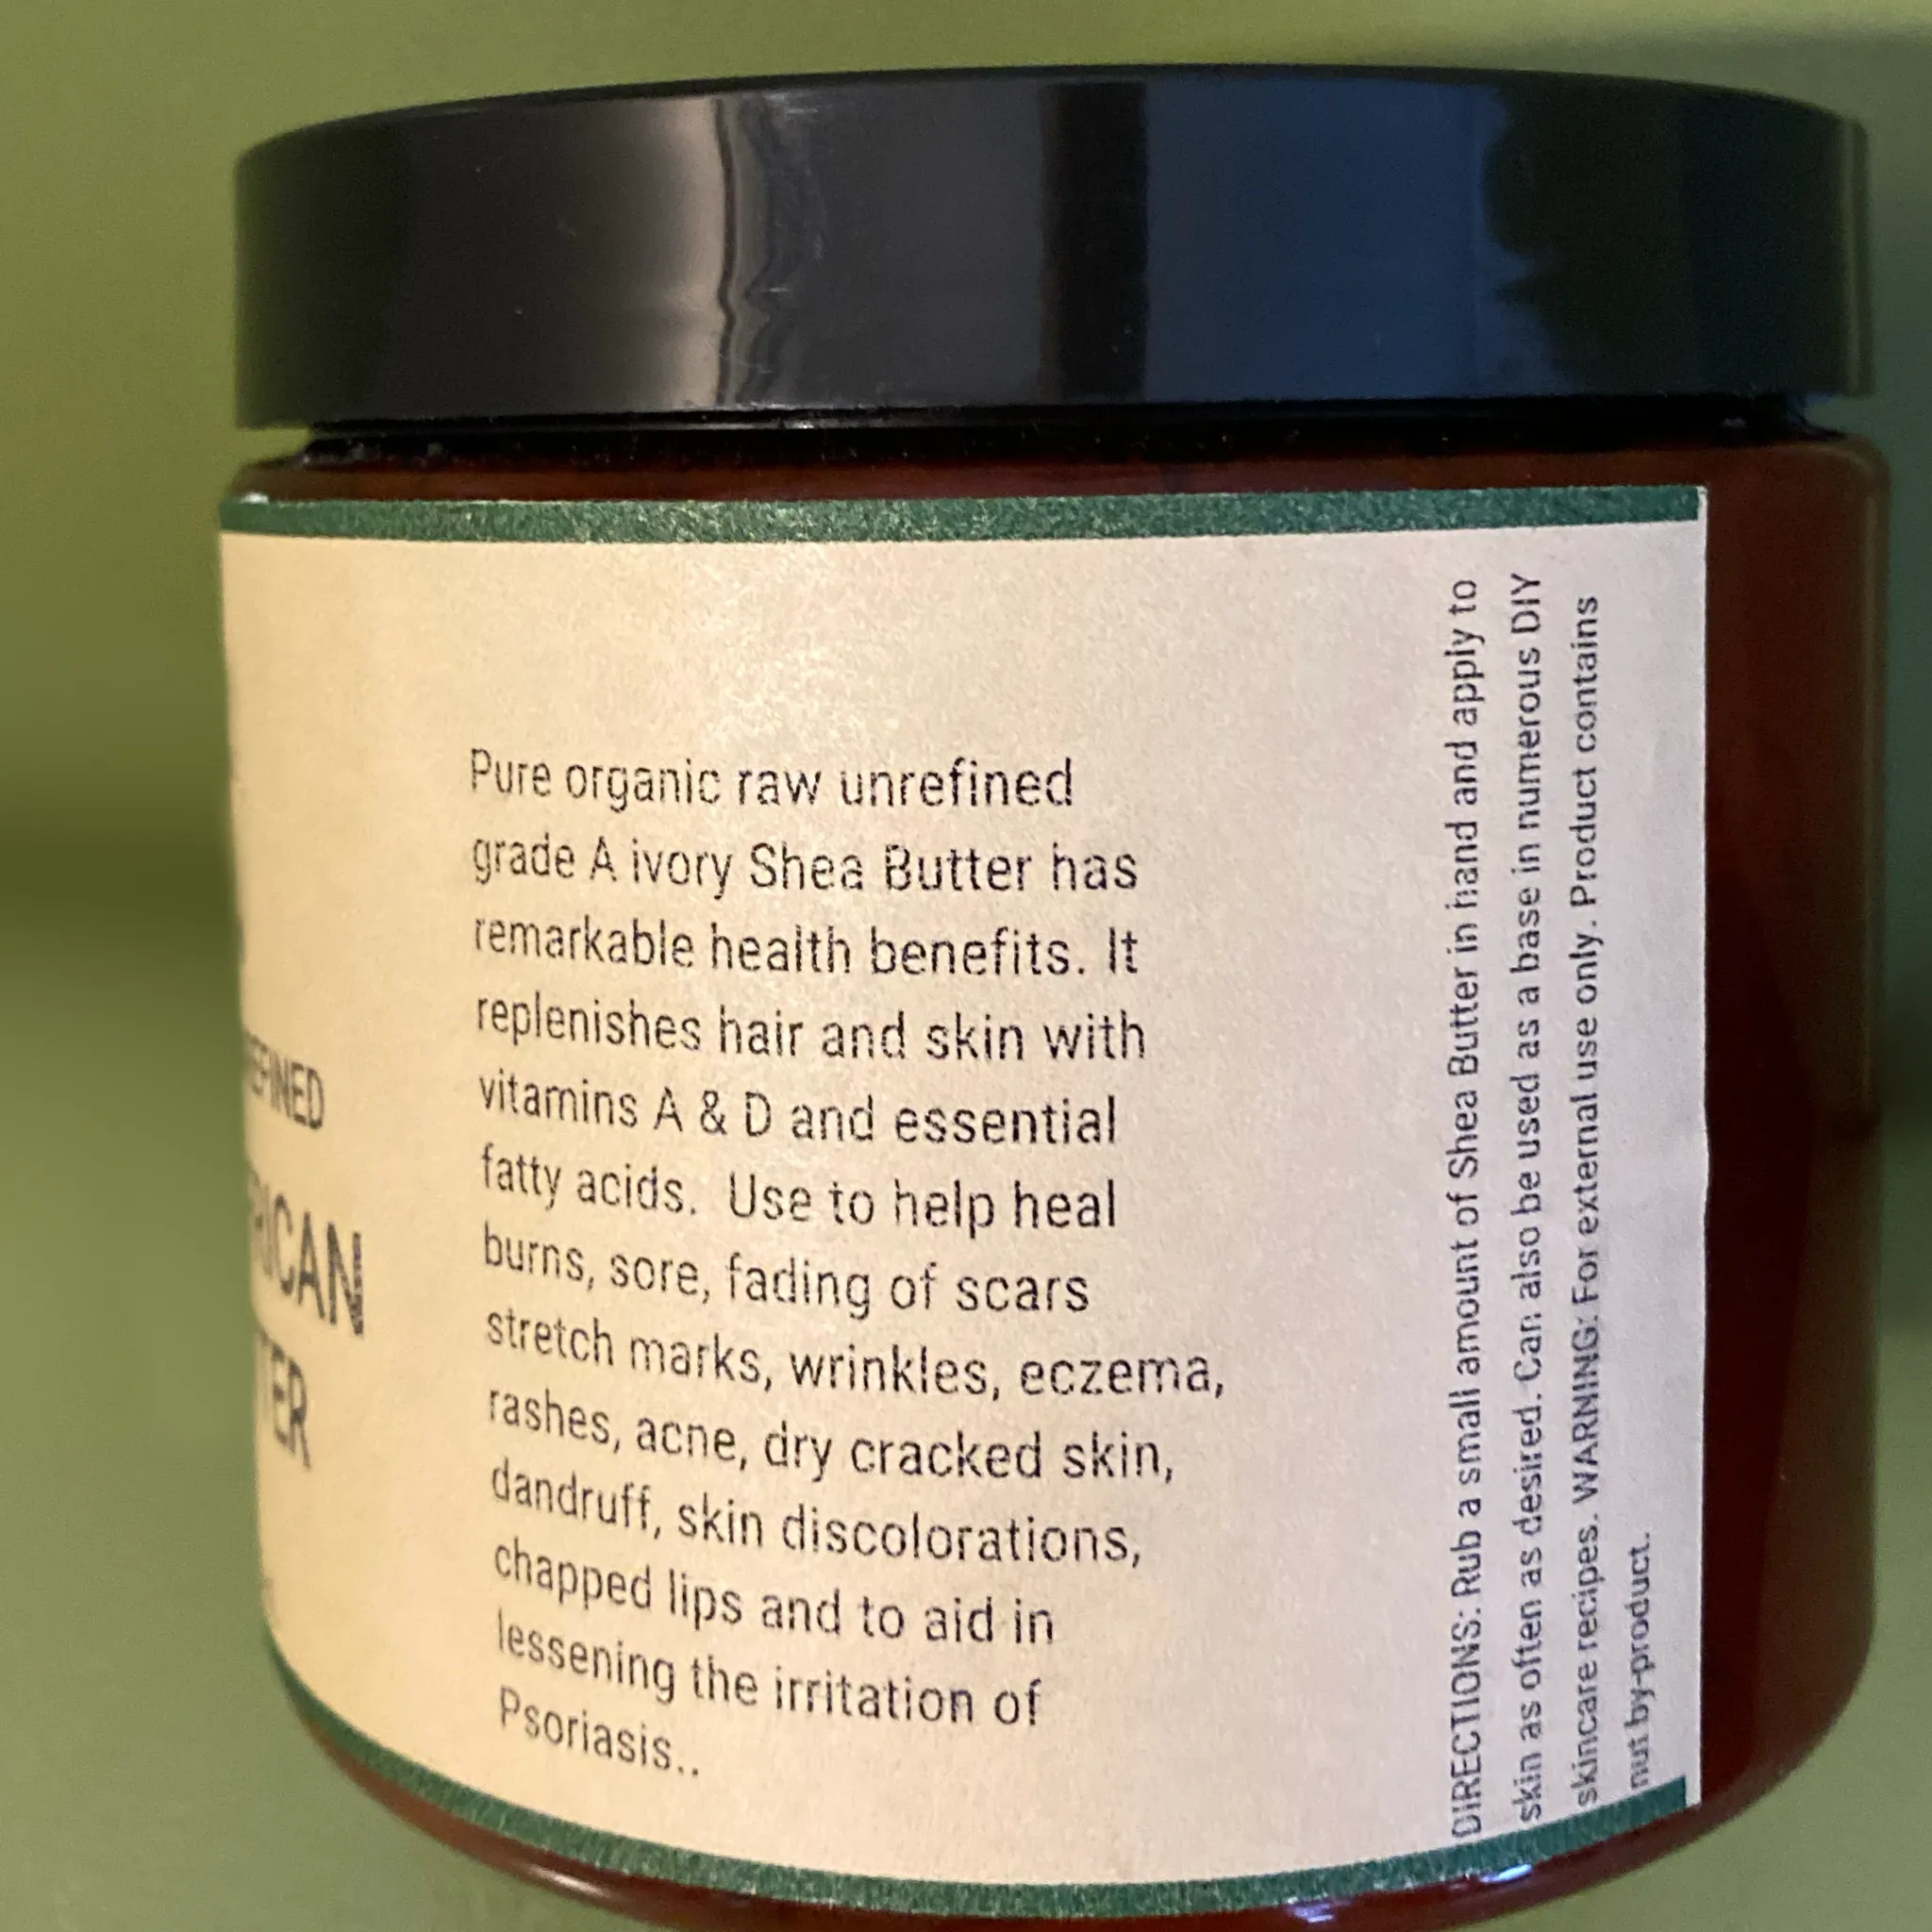 Pure organic raw unrefined
grade A ivory Shea Butter has
remarkable health benefits. It
replenishes hair and skin with
vitamins A & D and essential
fatty acids. Use to help heal
burns, sore, fading of scars
stretch marks, wrinkles, eczema,
rashes, acne, dry cracked skin,
dandruff, skin discolorations,
chapped lips and to aid in
lessening the irritation of
Psoriasis..
DIRECTIONS: Rub a small amount of Shea Butter in hand and apply to
skin as often as desired. Can also be used as a base in numerous DIY
skincare recipes. WARNING: For external use only. Product contains
nut by-product.